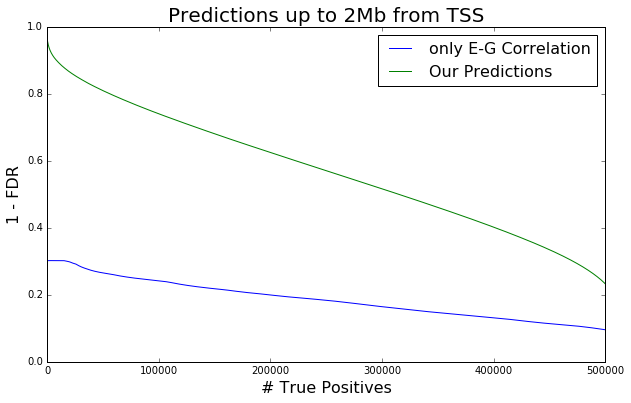 Predictions up to 2Mb from TSS
only E-G Correlation
Our Predictions
1 - FDR
1.0
0.8
0.6
0.4
0.2
0.0
0 100000 200000 300000 400000 500000
# True Positives